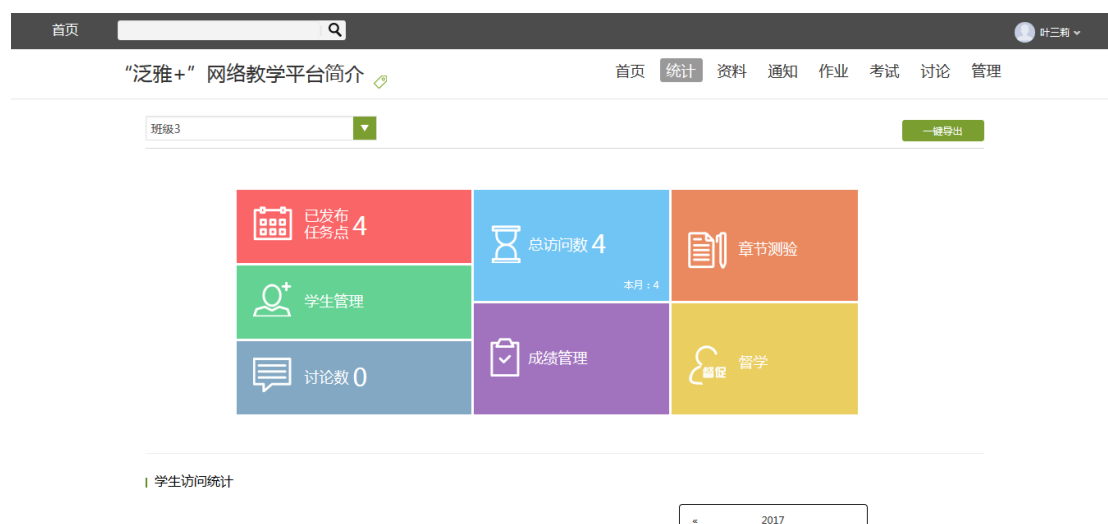 首页
叶三莉
“泛雅+”网络教学平台简介
首页 统计 资料 通知 作业 考试 讨论 管理
班级3
一键导出
已发布
任务点 4
总访问数 4
本月：4
章节测验
学生管理
讨论数 0
成绩管理
督促
督学
学生访问统计
« 2017